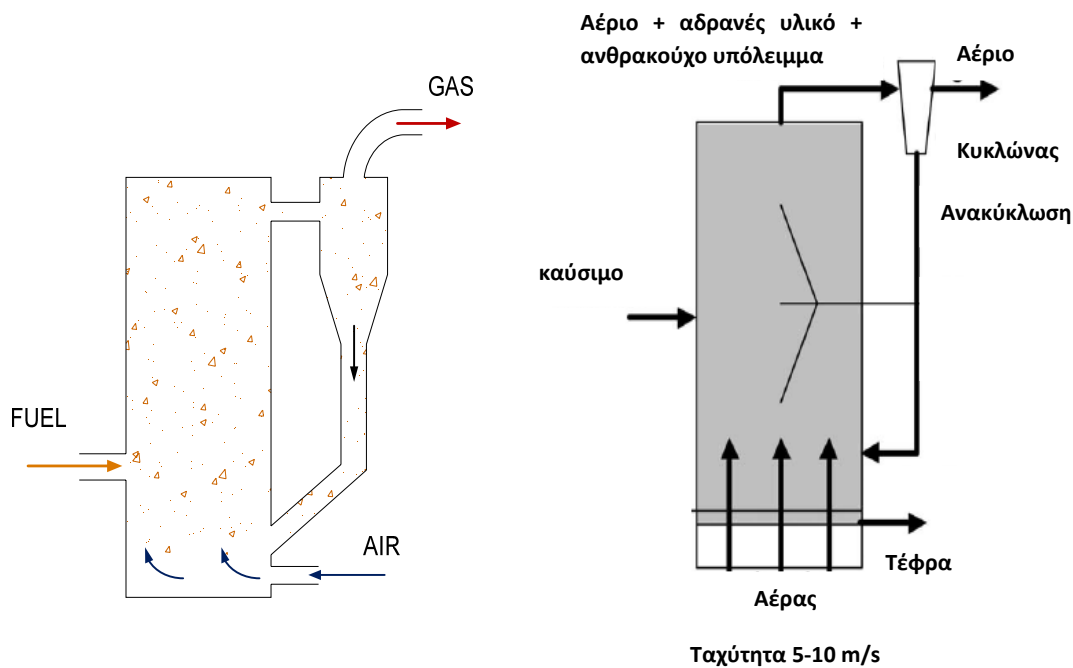 GAS
FUEL
AIR
Αέριο + αδρανές υλικό +
ανθρακούχο υπόλειμμα
Αέριο
Κυκλώνας
Ανακύκλωση
καύσιμο
Τέφρα
Αέρας
Ταχύτητα 5-10 m/s